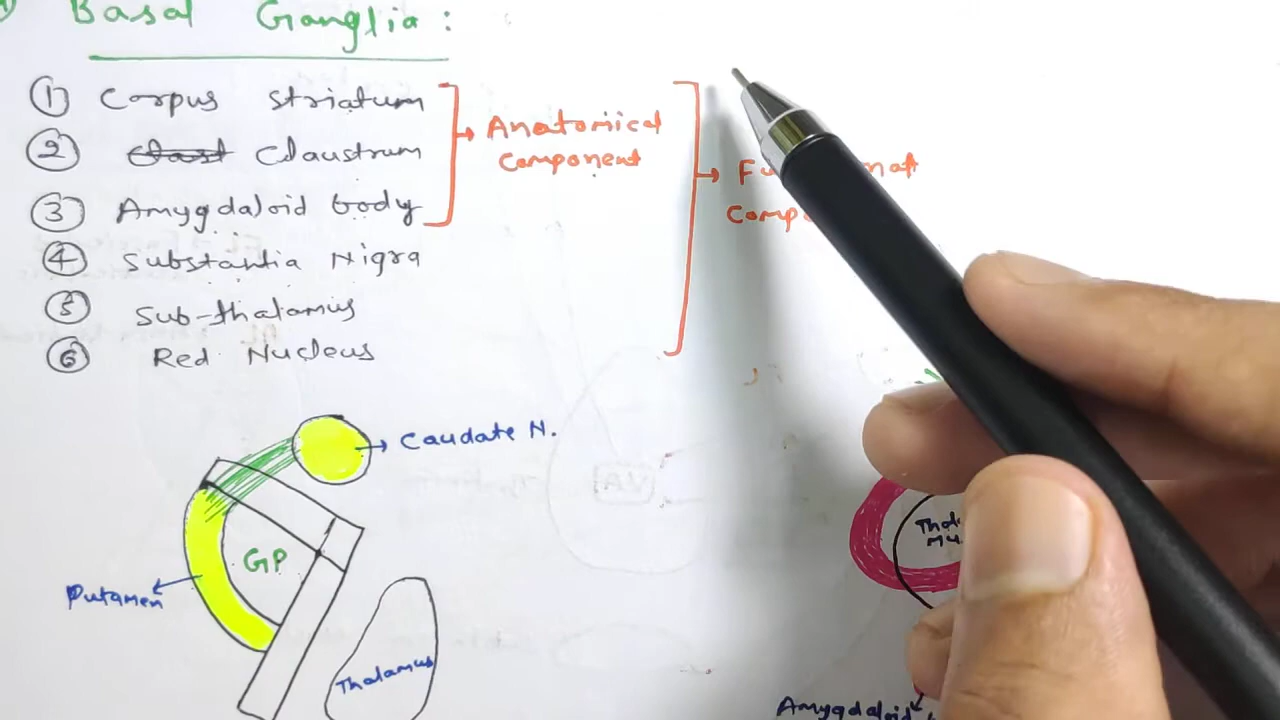 Basal Ganglia:
① Corpus striatum
② Claustrum
③ Amygdaloid body
④ Substantia Nigra
⑤ Sub-thalamus
⑥ Red Nucleus
Anatomical
Component
Caudate N.
GP
Putamen
Thalamus
Amygdaloid